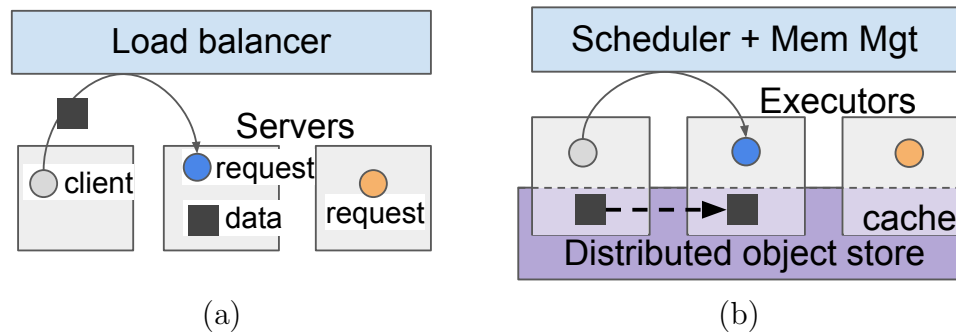 Load balancer
Servers
client
request
data
request
(a)
Scheduler + Mem Mgt
Executors
cache
Distributed object store
(b)